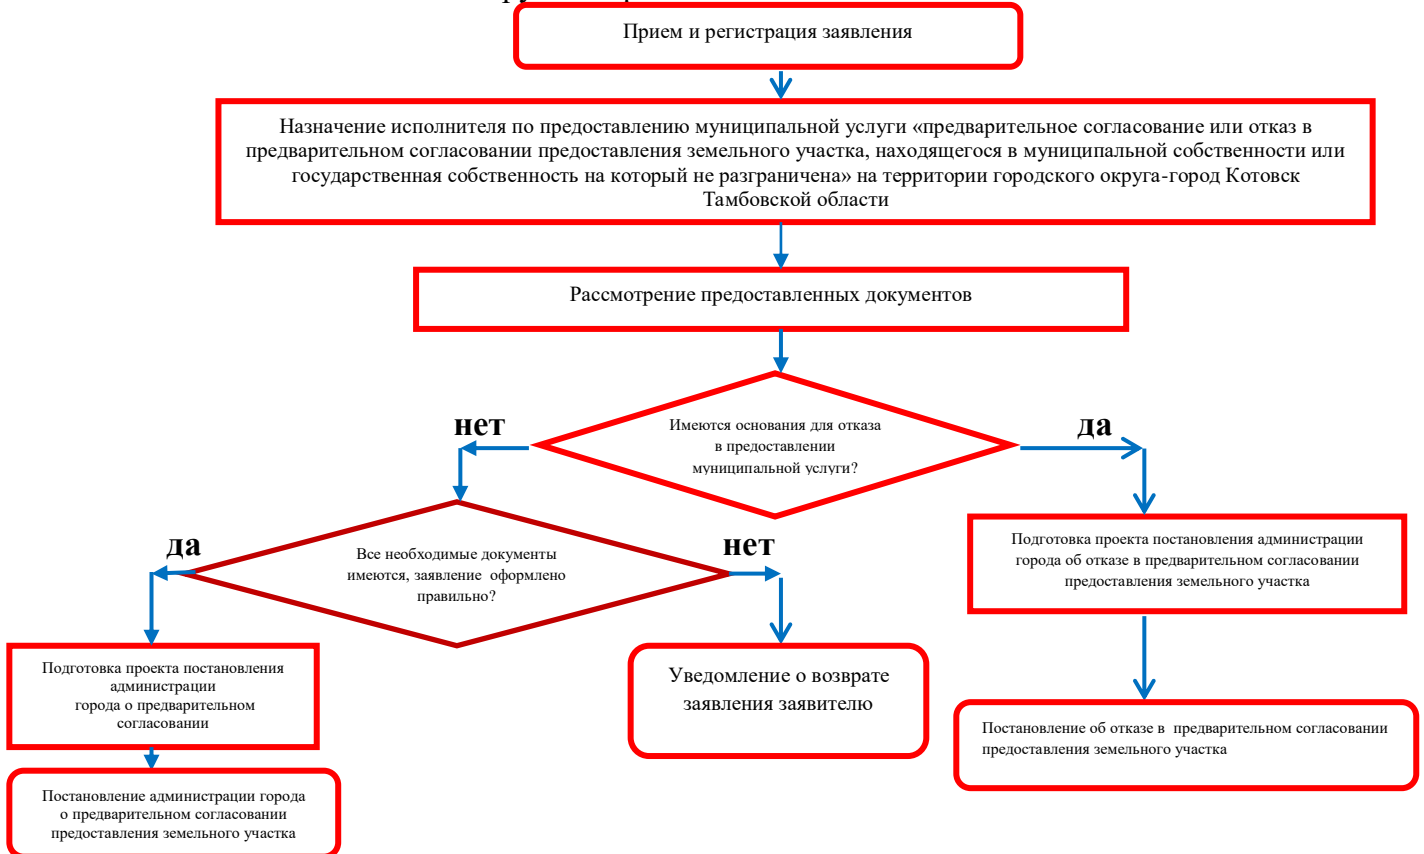 Прием и регистрация заявления
Назначение исполнителя по предоставлению муниципальной услуги «предварительное согласование или отказ в
предварительном согласовании предоставления земельного участка, находящегося в муниципальной собственности или
государственная собственность на который не разграничена» на территории городского округа-город Котовск
Тамбовской области
Рассмотрение предоставленных документов
нет
Имеются основания для отказа
в предоставлении
муниципальной услуги?
да
да
Все необходимые документы
имеются, заявление оформлено
правильно?
нет
Подготовка проекта постановления администрации
города об отказе в предварительном согласовании
предоставления земельного участка
Подготовка проекта постановления
администрации
города о предварительном
согласовании
Уведомление о возврате
заявления заявителю
Постановление об отказе в предварительном согласовании
предоставления земельного участка
Постановление администрации города
о предварительном согласовании
предоставления земельного участка